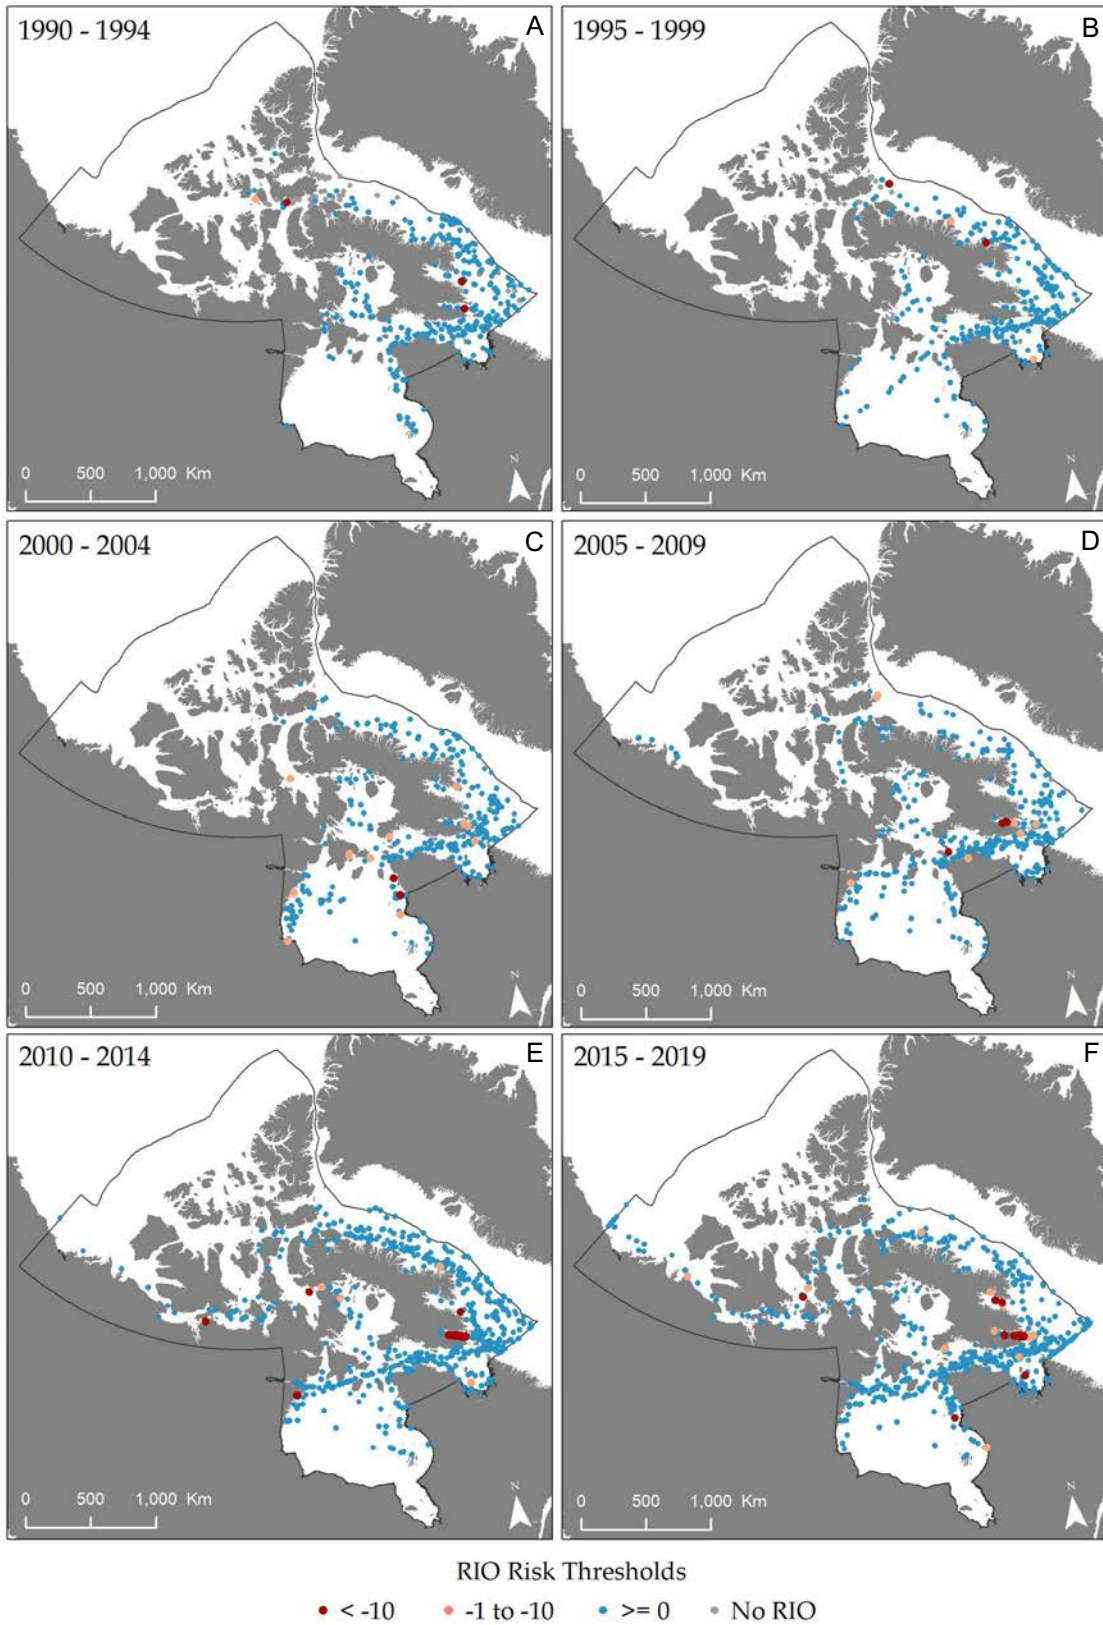 1990 - 1994 A
1995 - 1999 B
N
N
0 500 1,000 Km
0 500 1,000 Km
2000 - 2004 C
2005 - 2009 D
N
N
0 500 1,000 Km
0 500 1,000 Km
2010 - 2014 E
2015 - 2019 F
N
N
0 500 1,000 Km
0 500 1,000 Km
RIO Risk Thresholds
< -10 -1 to -10 >= 0 No RIO